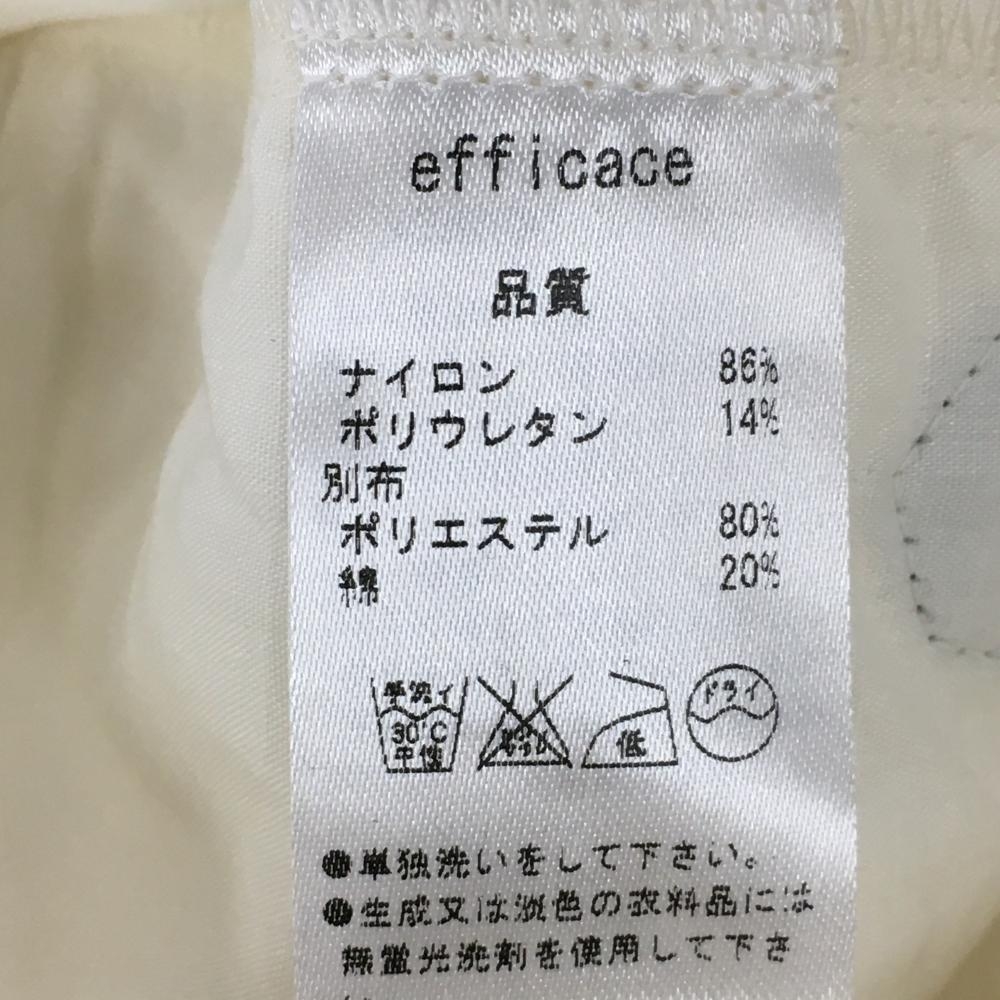 efficace
品質
ナイロン 86%
ポリウレタン 14%
別布
ポリエステル 80%
綿 20%
手洗イ
30℃
中性
低
ドライ
●単独洗いをして下さい。
●生成又は淡色の衣料品には
無蛍光洗剤を使用して下さ